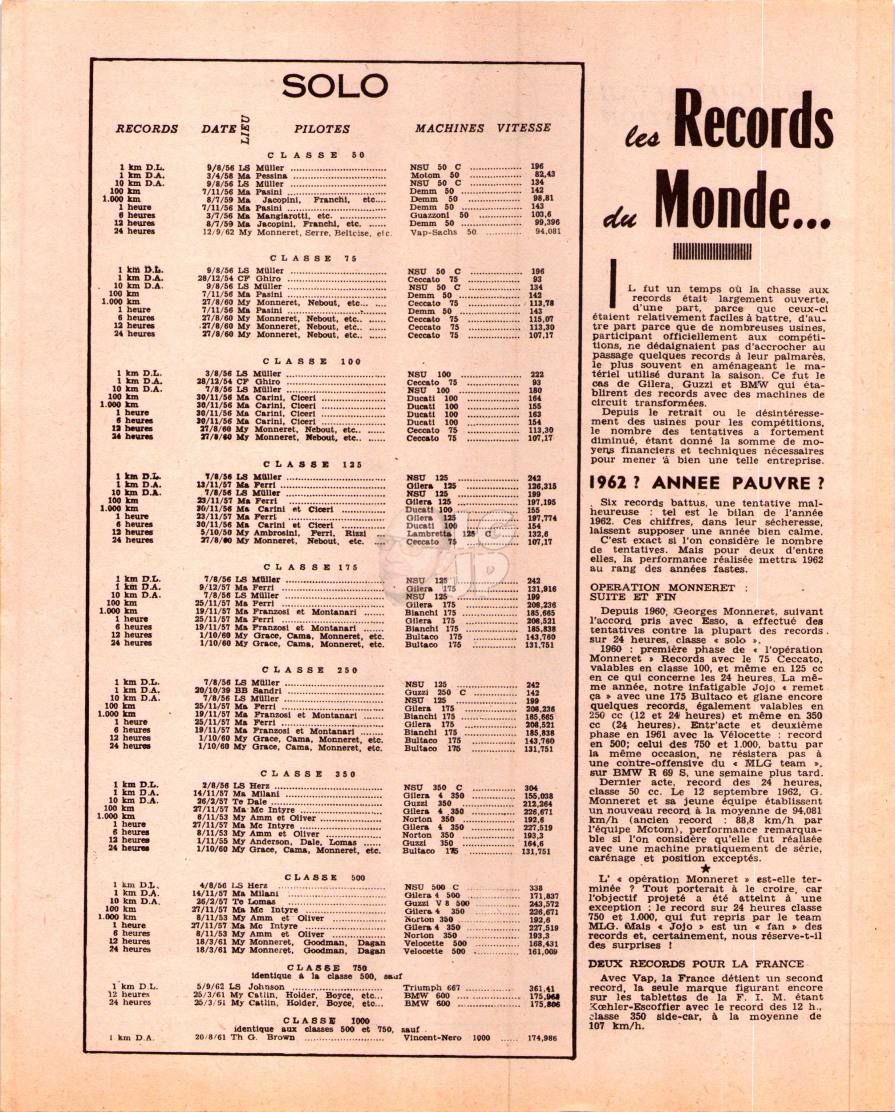 SOLO
RECORDS DATE LIEU PILOTES MACHINES VITESSE
CLASSE 50
1 km D.L. 9/8/56 LS Müller NSU 50 C 196
1 km D.A. 3/4/58 Ma Pessina Motom 50 82,43
10 km D.A. 9/8/56 LS Müller NSU 50 C 134
100 km 7/11/56 Ma Pasini Demm 50 142
1.000 km 8/7/59 Ma Jacopini, Franchi, etc.... Demm 50 98,81
1 heure 7/11/56 Ma Pasini Demm 50 143
6 heures 3/7/56 Ma Mangiarotti, etc. Guazzoni 50 103,6
12 heures 8/7/59 Ma Jacopini, Franchi, etc. Demm 50 99,396
24 heures 12/9/62 My Monneret, Serre, Beltoise, etc. Vap-Sachs 50 94,081
CLASSE 75
1 km D.L. 9/8/56 LS Müller NSU 50 C 196
1 km D.A. 28/12/54 CF Ghiro Ceccato 75 93
10 km D.A. 9/8/56 LS Müller NSU 50 C 134
100 km 7/11/56 Ma Pasini Demm 50 142
1.000 km 27/8/60 My Monneret, Nebout, etc... Ceccato 75 113,78
1 heure 7/11/56 Ma Pasini Demm 50 143
6 heures 27/8/60 My Monneret, Nebout, etc.. Ceccato 75 115,07
12 heures 27/8/60 My Monneret, Nebout, etc.. Ceccato 75 113,30
24 heures 27/8/60 My Monneret, Nebout, etc.. Ceccato 75 107,17
CLASSE 100
1 km D.L. 3/8/56 LS Müller NSU 100 222
1 km D.A. 28/12/54 CF Ghiro Ceccato 75 93
10 km D.A. 7/8/56 LS Müller NSU 100 180
100 km 30/11/56 Ma Carini, Ciceri Ducati 100 164
1.000 km 30/11/56 Ma Carini, Ciceri Ducati 100 155
1 heure 30/11/56 Ma Carini, Ciceri Ducati 100 163
6 heures 30/11/56 Ma Carini, Ciceri Ducati 100 154
12 heures 27/8/60 My Monneret, Nebout, etc.. Ceccato 75 113,30
24 heures 27/8/60 My Monneret, Nebout, etc.. Ceccato 75 107,17
CLASSE 125
1 km D.L. 7/8/56 LS Müller NSU 125 242
1 km D.A. 13/11/57 Ma Ferri Gilera 125 126,315
10 km D.A. 7/8/56 LS Müller NSU 125 199
100 km 23/11/57 Ma Ferri Gilera 125 197,195
1.000 km 30/11/56 Ma Carini et Ciceri Ducati 100 155
1 heure 23/11/57 Ma Ferri Gilera 125 197,774
6 heures 30/11/56 Ma Carini et Ciceri Ducati 100 154
12 heures 5/10/50 My Ambrosini, Ferri, Rizzi Lambretta 125 C 132,6
24 heures 27/8/60 My Monneret, Nebout, etc. Ceccato 75 107,17
CLASSE 175
1 km D.L. 7/8/56 LS Müller NSU 125 242
1 km D.A. 9/12/57 Ma Ferri Gilera 175 131,916
10 km D.A. 7/8/56 LS Müller NSU 125 199
100 km 25/11/57 Ma Ferri Gilera 175 208,236
1.000 km 19/11/57 Ma Franzosi et Montanari Bianchi 175 185,665
1 heure 25/11/57 Ma Ferri Gilera 175 208,521
6 heures 19/11/57 Ma Franzosi et Montanari Bianchi 175 185,838
12 heures 1/10/60 My Grace, Cama, Monneret, etc. Bultaco 175 143,760
24 heures 1/10/60 My Grace, Cama, Monneret, etc. Bultaco 175 131,751
CLASSE 250
1 km D.L. 7/8/56 LS Müller NSU 125 242
1 km D.A. 20/10/39 BB Sandri Guzzi 250 C 142
10 km D.A. 7/8/56 LS Müller NSU 125 199
100 km 25/11/57 Ma Ferri Gilera 175 208,236
1.000 km 19/11/57 Ma Franzosi et Montanari Bianchi 175 185,665
1 heure 25/11/57 Ma Ferri Gilera 175 208,521
6 heures 19/11/57 Ma Franzosi et Montanari Bianchi 175 185,838
12 heures 1/10/60 My Grace, Cama, Monneret, etc. Bultaco 175 143,760
24 heures 1/10/60 My Grace, Cama, Monneret, etc. Bultaco 175 131,751
CLASSE 350
1 km D.L. 2/8/56 LS Herz NSU 350 C 304
1 km D.A. 14/11/57 Ma Milani Gilera 4 350 155,038
10 km D.A. 26/2/57 Te Dale Guzzi 350 212,264
100 km 27/11/57 Ma Mc Intyre Gilera 4 350 226,671
1.000 km 8/11/53 My Amm et Oliver Norton 350 192,6
1 heure 27/11/57 Ma Mc Intyre Gilera 4 350 227,519
6 heures 8/11/53 My Amm et Oliver Norton 350 193,3
12 heures 1/11/55 My Anderson, Dale, Lomas Guzzi 350 164,6
24 heures 1/10/60 My Grace, Cama, Monneret, etc. Bultaco 175 131,751
CLASSE 500
1 km D.L. 4/8/56 LS Herz NSU 500 C 338
1 km D.A. 14/11/57 Ma Milani Gilera 4 500 171,837
10 km D.A. 26/2/57 Te Lomas Guzzi V 8 500 243,572
100 km 27/11/57 Ma Mc Intyre Gilera 4 350 226,671
1.000 km 8/11/53 My Amm et Oliver Norton 350 192,6
1 heure 27/11/57 Ma Mc Intyre Gilera 4 350 227,519
6 heures 8/11/53 My Amm et Oliver Norton 350 193,3
12 heures 18/3/61 My Monneret, Goodman, Dagan Velocette 500 168,431
24 heures 18/3/61 My Monneret, Goodman, Dagan Velocette 500 161,009
CLASSE 750
identique à la classe 500, sauf
1 km D.L. 5/9/62 LS Johnson Triumph 667 361,41
12 heures 25/3/61 My Catlin, Holder, Boyce, etc... BMW 600 175,968
24 heures 25/3/61 My Catlin, Holder, Boyce, etc... BMW 600 175,806
CLASSE 1000
identique aux classes 500 et 750, sauf
1 km D.A. 20/8/61 Th G. Brown Vincent-Nero 1000 174,986
les Records
du Monde...
IL fut un temps où la chasse aux
records était largement ouverte,
d'une part, parce que ceux-ci
étaient relativement faciles à battre, d'au-
tre part parce que de nombreuses usines,
participant officiellement aux compéti-
tions, ne dédaignaient pas d'accrocher au
passage quelques records à leur palmarès,
le plus souvent en aménageant le ma-
tériel utilisé durant la saison. Ce fut le
cas de Gilera, Guzzi et BMW qui éta-
blirent des records avec des machines de
circuit transformées.
Depuis le retrait ou le désintéresse-
ment des usines pour les compétitions,
le nombre des tentatives a fortement
diminué, étant donné la somme de mo-
yens financiers et techniques nécessaires
pour mener à bien une telle entreprise.
1962 ? ANNEE PAUVRE ?
Six records battus, une tentative mal-
heureuse : tel est le bilan de l'année
1962. Ces chiffres, dans leur sécheresse,
laissent supposer une année bien calme.
C'est exact si l'on considère le nombre
de tentatives. Mais pour deux d'entre
elles, la performance réalisée mettra 1962
au rang des années fastes.
OPERATION MONNERET :
SUITE ET FIN
Depuis 1960, Georges Monneret, suivant
l'accord pris avec Esso, a effectué des
tentatives contre la plupart des records
sur 24 heures, classe « solo ».
1960 : première phase de « l'opération
Monneret » Records avec le 75 Ceccato,
valables en classe 100, et même en 125 cc
en ce qui concerne les 24 heures. La mê-
me année, notre infatigable Jojo « remet
ça » avec une 175 Bultaco et glane encore
quelques records, également valables en
250 cc (12 et 24 heures) et même en 350
cc (24 heures). Entr'acte et deuxième
phase en 1961 avec la Vélocette : record
en 500; celui des 750 et 1.000, battu par
la même occasion, ne résistera pas à
une contre-offensive du « MLG team »,
sur BMW R 69 S, une semaine plus tard.
Dernier acte, record des 24 heures,
classe 50 cc. Le 12 septembre 1962, G.
Monneret et sa jeune équipe établissent
un nouveau record à la moyenne de 94,081
km/h (ancien record : 88,8 km/h par
l'équipe Motom), performance remarqua-
ble si l'on considère qu'elle fut réalisée
avec une machine pratiquement de série,
carénage et position exceptés.
★
L' « opération Monneret » est-elle ter-
minée ? Tout porterait à le croire, car
l'objectif projeté a été atteint à une
exception : le record sur 24 heures classe
750 et 1.000, qui fut repris par le team
MLG. Mais « Jojo » est un « fan » des
records et, certainement, nous réserve-t-il
des surprises !
DEUX RECORDS POUR LA FRANCE
Avec Vap, la France détient un second
record, la seule marque figurant encore
sur les tablettes de la F. I. M. étant
Kœhler-Escoffier avec le record des 12 h.,
classe 350 side-car, à la moyenne de
107 km/h.